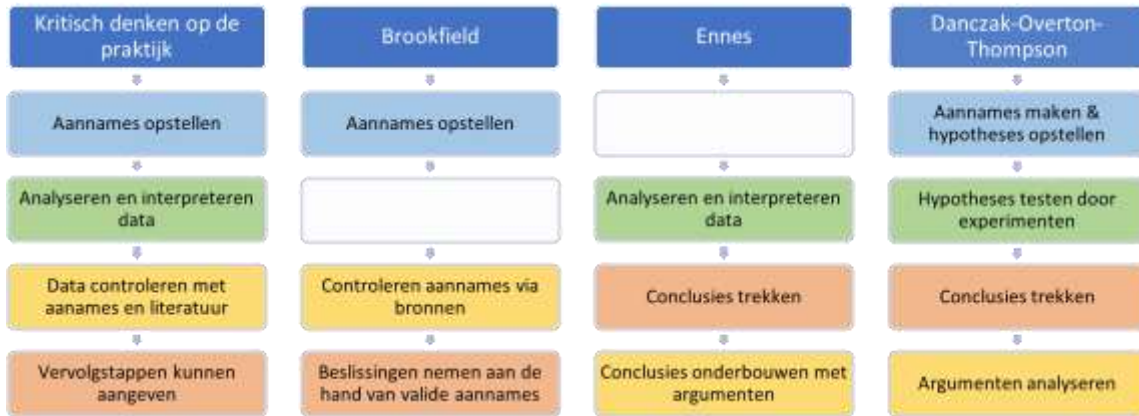 Kritisch denken op de
praktijk
Aannames opstellen
Analyseren en interpreteren
data
Data controleren met
aanames en literatuur
Vervolgstappen kunnen
aangeven
Brookfield
Aannames opstellen
Controleren aannames via
bronnen
Beslissingen nemen aan de
hand van valide aannames
Ennes
Analyseren en interpreteren
data
Conclusies trekken
Conclusies onderbouwen met
argumenten
Danczak-Overton-
Thompson
Aannames maken &
hypotheses opstellen
Hypotheses testen door
experimenten
Conclusies trekken
Argumenten analyseren